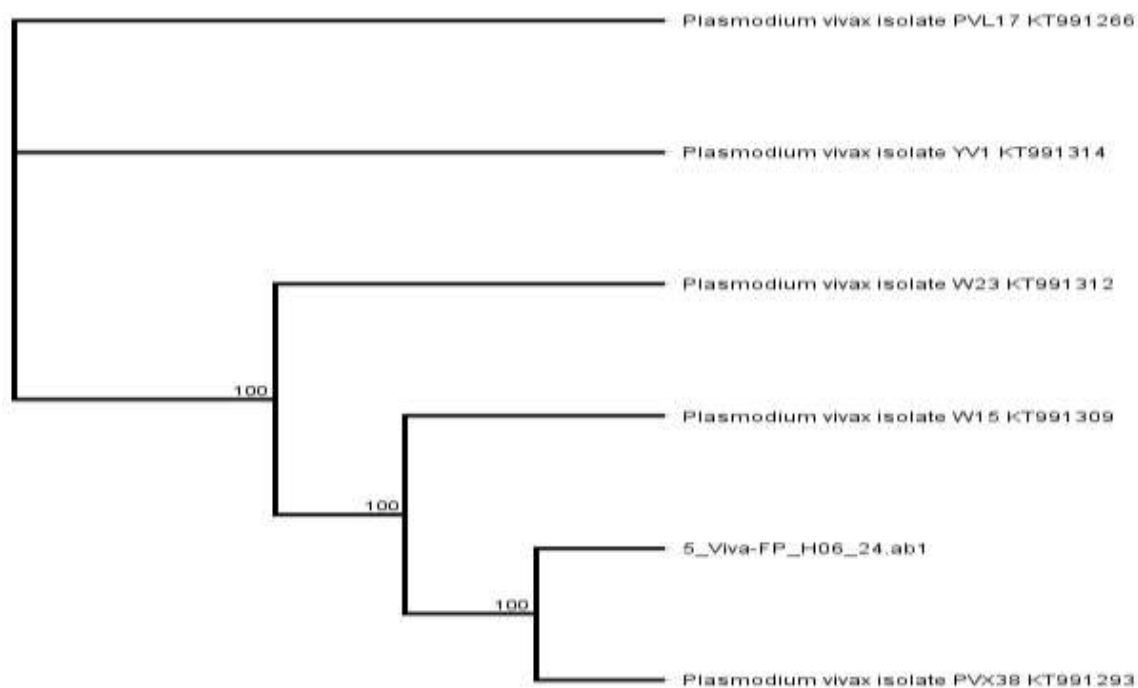 Plasmodium vivax isolate PVL17 KT991266
Plasmodium vivax isolate YV1 KT991314
Plasmodium vivax isolate W23 KT991312
100
Plasmodium vivax isolate W15 KT991309
100
5_Viva-FP_H06_24.ab1
100
Plasmodium vivax isolate PVX38 KT991293